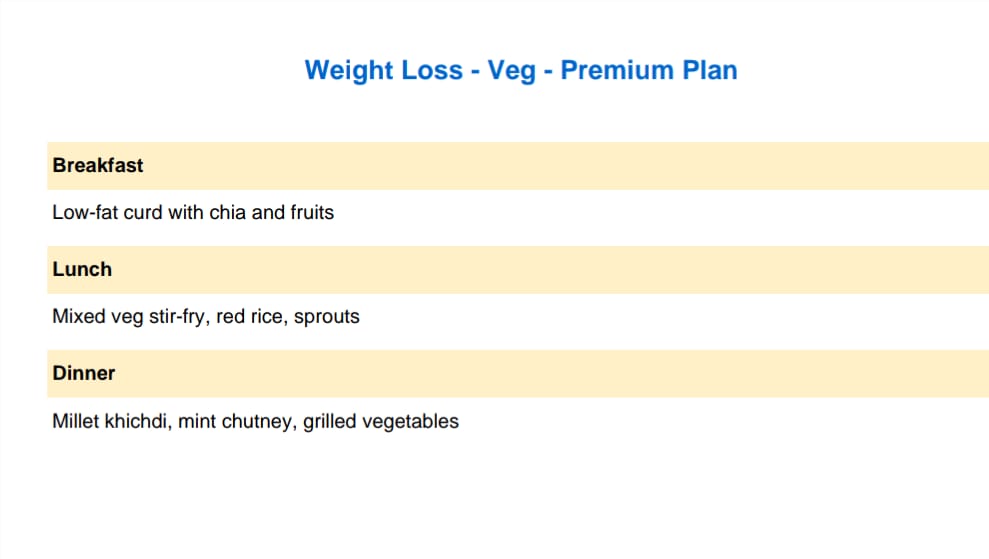 Weight Loss - Veg - Premium Plan
Breakfast
Low-fat curd with chia and fruits
Lunch
Mixed veg stir-fry, red rice, sprouts
Dinner
Millet khichdi, mint chutney, grilled vegetables